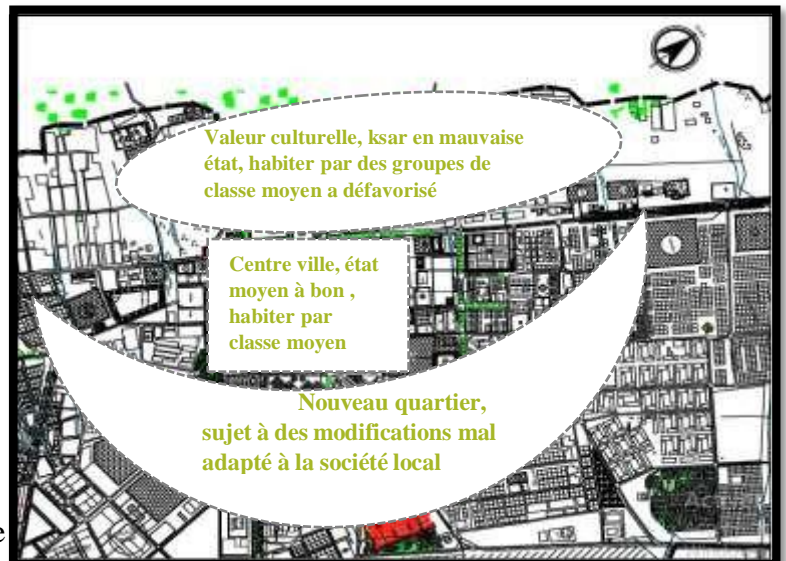 Valeur culturelle, ksar en mauvaise
état, habiter par des groupes de
classe moyen a défavorisé
Centre ville, état
moyen à bon ,
habiter par
classe moyen
Nouveau quartier,
sujet à des modifications mal
adapté à la société local
e